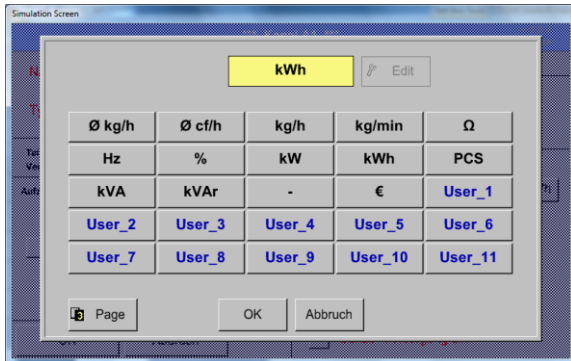 Simulation Screen
kWh Edit
Ø kg/h Ø cf/h kg/h kg/min Ω
Hz % kW kWh PCS
kVA kVAr - € User_1
User_2 User_3 User_4 User_5 User_6
User_7 User_8 User_9 User_10 User_11
3 Page OK Abbruch